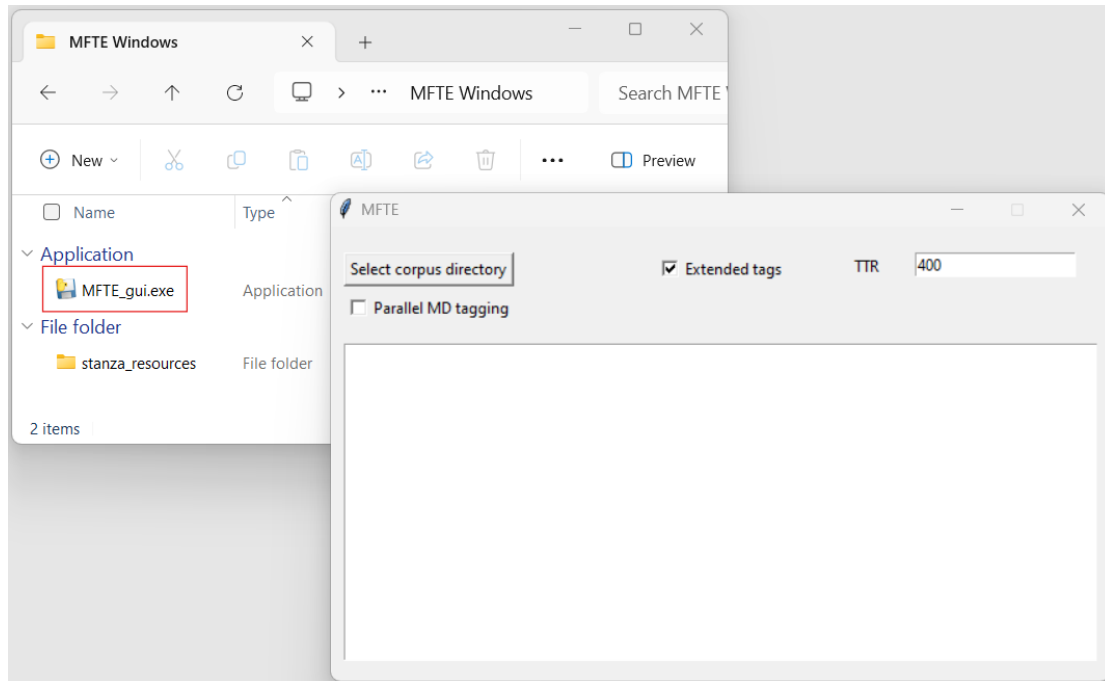 MFTE Windows
MFTE Windows
Search MFTE
New
Preview
Name Type
Application
MFTE_gui.exe Application
File folder
stanza_resources File folder
2 items
MFTE
Select corpus directory Extended tags TTR 400
Parallel MD tagging